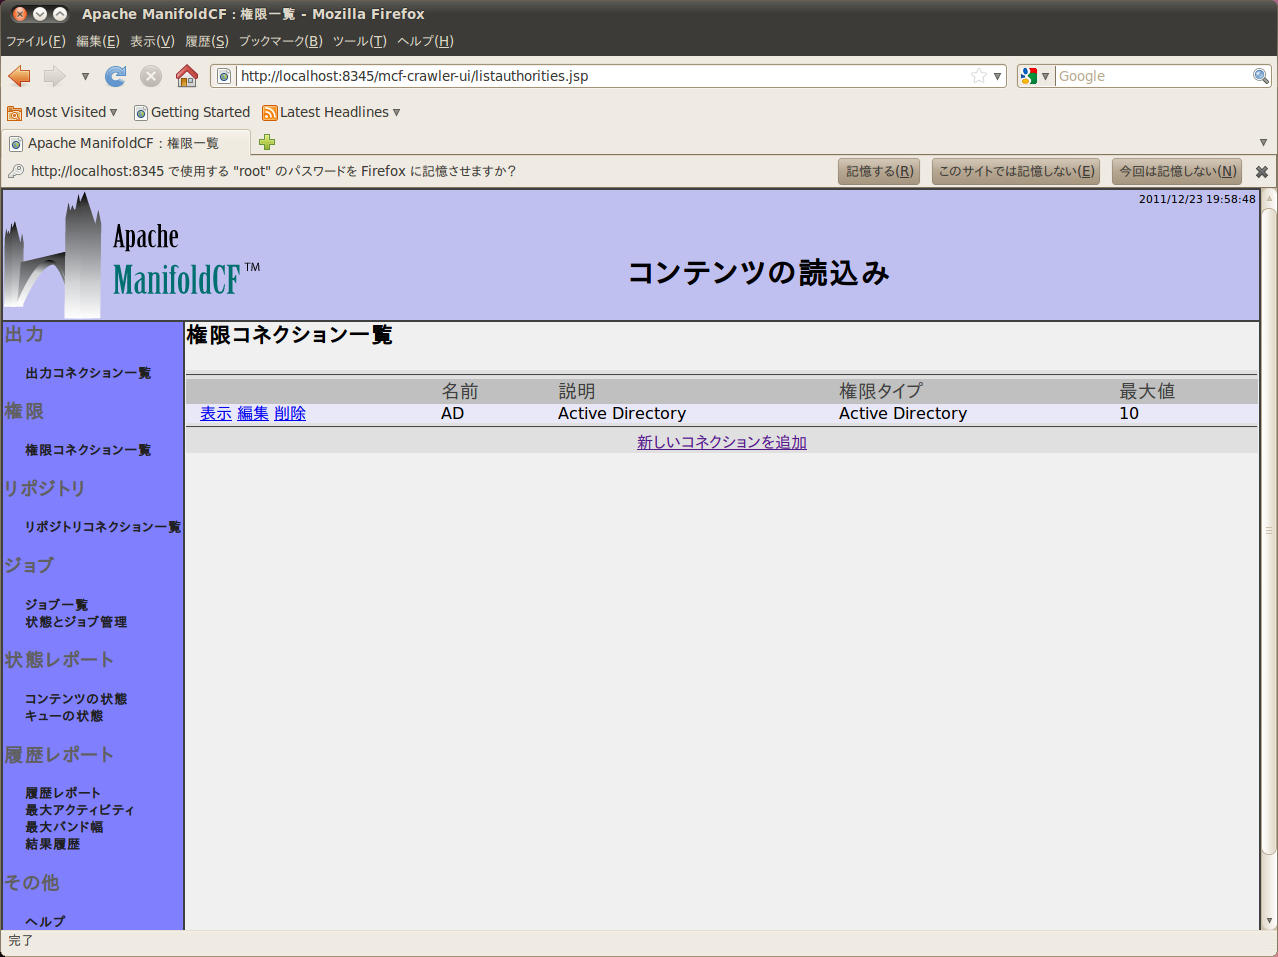 Apache ManifoldCF : 権限一覧 - Mozilla Firefox
ファイル(F) 編集(E) 表示(V) 履歴(S) ブックマーク(B) ツール(T) ヘルプ(H)
http://localhost:8345/mcf-crawler-ui/listauthorities.jsp Google
Most Visited Getting Started Latest Headlines
Apache ManifoldCF : 権限一覧
http://localhost:8345 で使用する "root" のパスワードを Firefox に記憶させますか? 記憶する(R) このサイトでは記憶しない(E) 今回は記憶しない(N)
2011/12/23 19:58:48
Apache
ManifoldCF TM
コンテンツの読込み
出力
出力コネクション一覧
権限
権限コネクション一覧
リポジトリ
リポジトリコネクション一覧
ジョブ
ジョブ一覧
状態とジョブ管理
状態レポート
コンテンツの状態
キューの状態
履歴レポート
履歴レポート
最大アクティビティ
最大バンド幅
結果履歴
その他
ヘルプ
権限コネクション一覧
名前 説明 権限タイプ 最大値
表示 編集 削除 AD Active Directory Active Directory 10
新しいコネクションを追加
完了